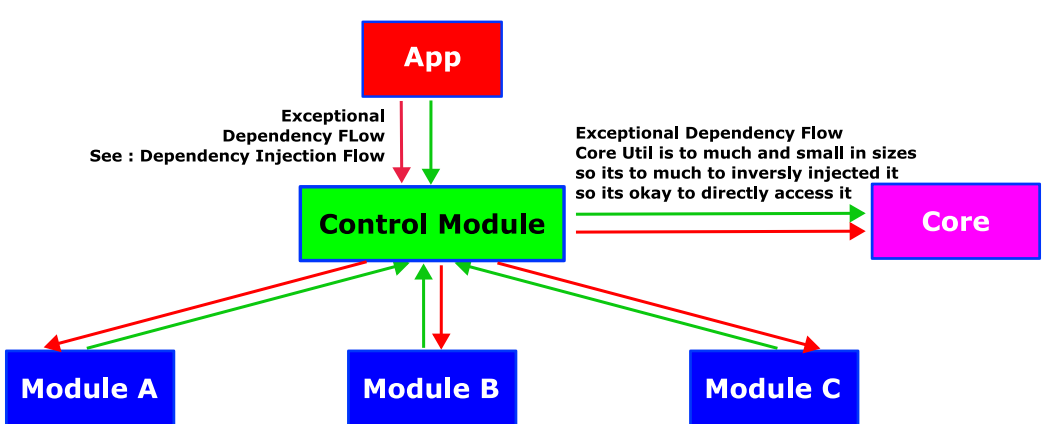 App
Exceptional
Dependency FLow
See : Dependency Injection Flow
Exceptional Dependency Flow
Core Util is to much and small in sizes
so its to much to inversly injected it
so its okay to directly access it
Control Module
Core
Module A
Module B
Module C